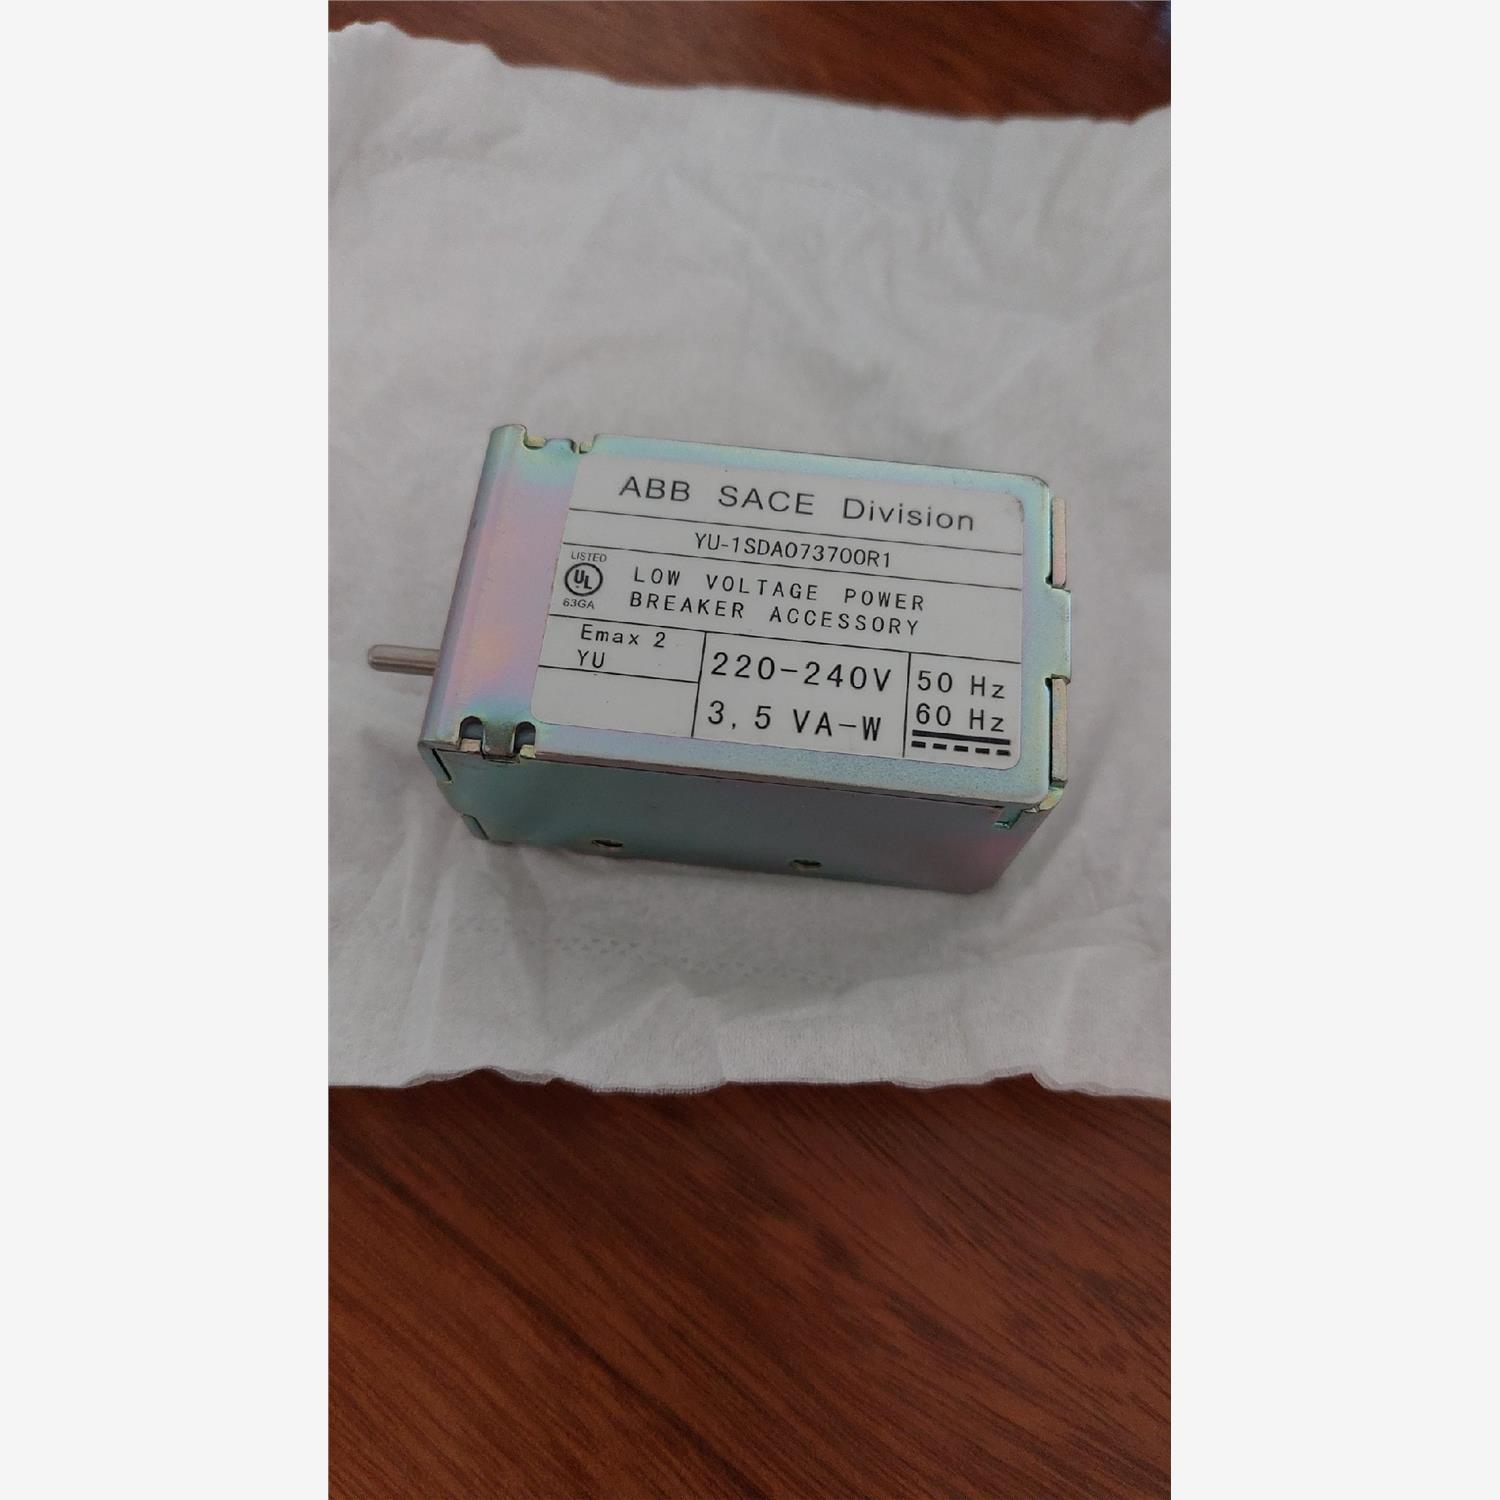 ABB SACE Division
YU-1SDA073700R1
LISTED
UL
63GA
LOW VOLTAGE POWER
BREAKER ACCESSORY
Emax 2
YU
220-240V
3,5 VA-W
50 Hz
60 Hz